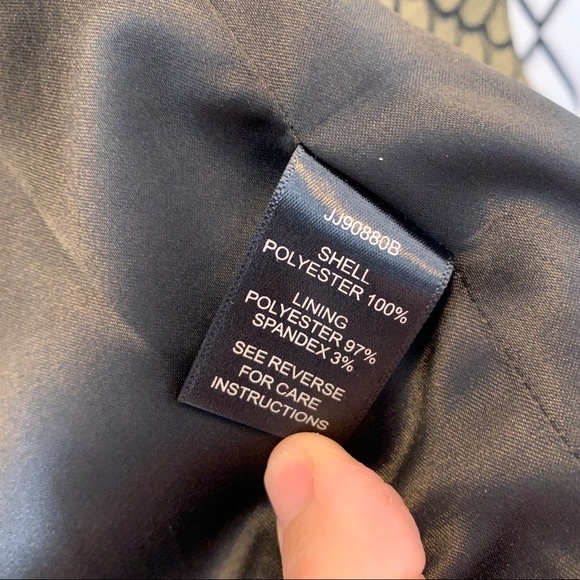 JJ90880B
SHELL
POLYESTER 100%
LINING
POLYESTER 97%
SPANDEX 3%
SEE REVERSE
FOR CARE
INSTRUCTIONS